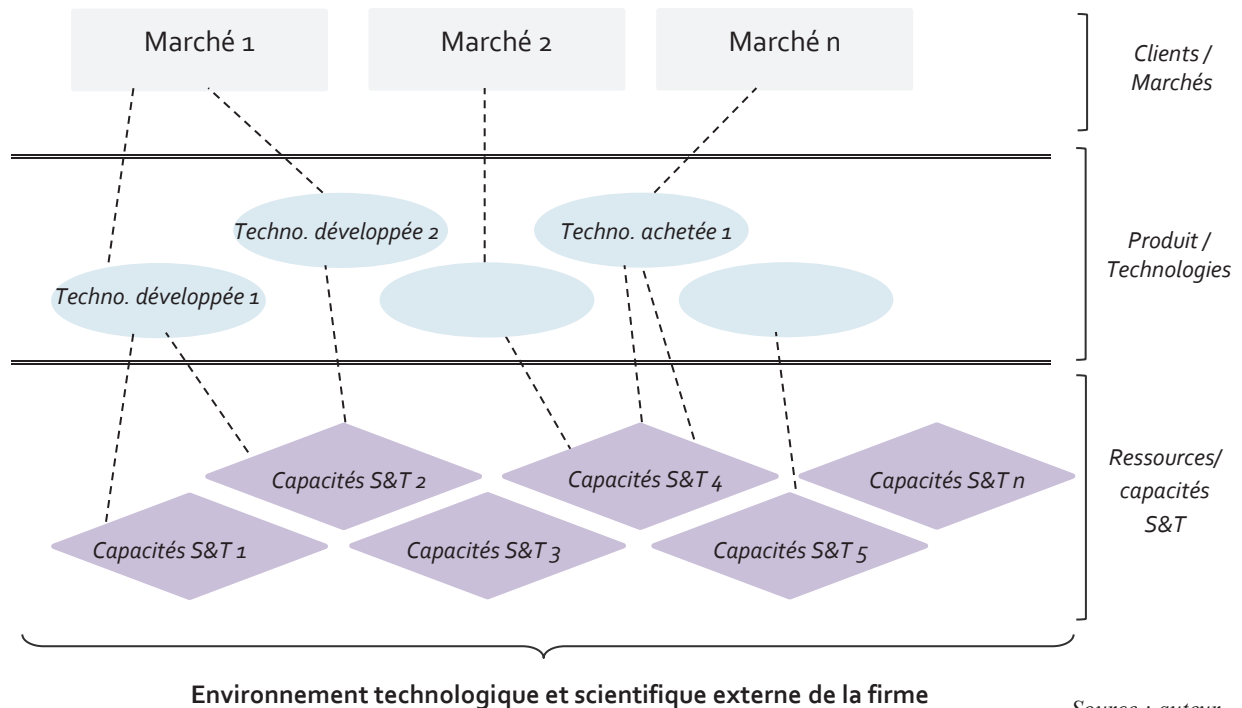 Marché 1
Marché 2
Marché n
Clients /
Marchés
Techno. développée 2
Techno. achetée 1
Techno. développée 1
Produit /
Technologies
Capacités S&T 2
Capacités S&T 4
Capacités S&T n
Capacités S&T 1
Capacités S&T 3
Capacités S&T 5
Ressources/
capacités
S&T
Environnement technologique et scientifique externe de la firme
Source : auteur